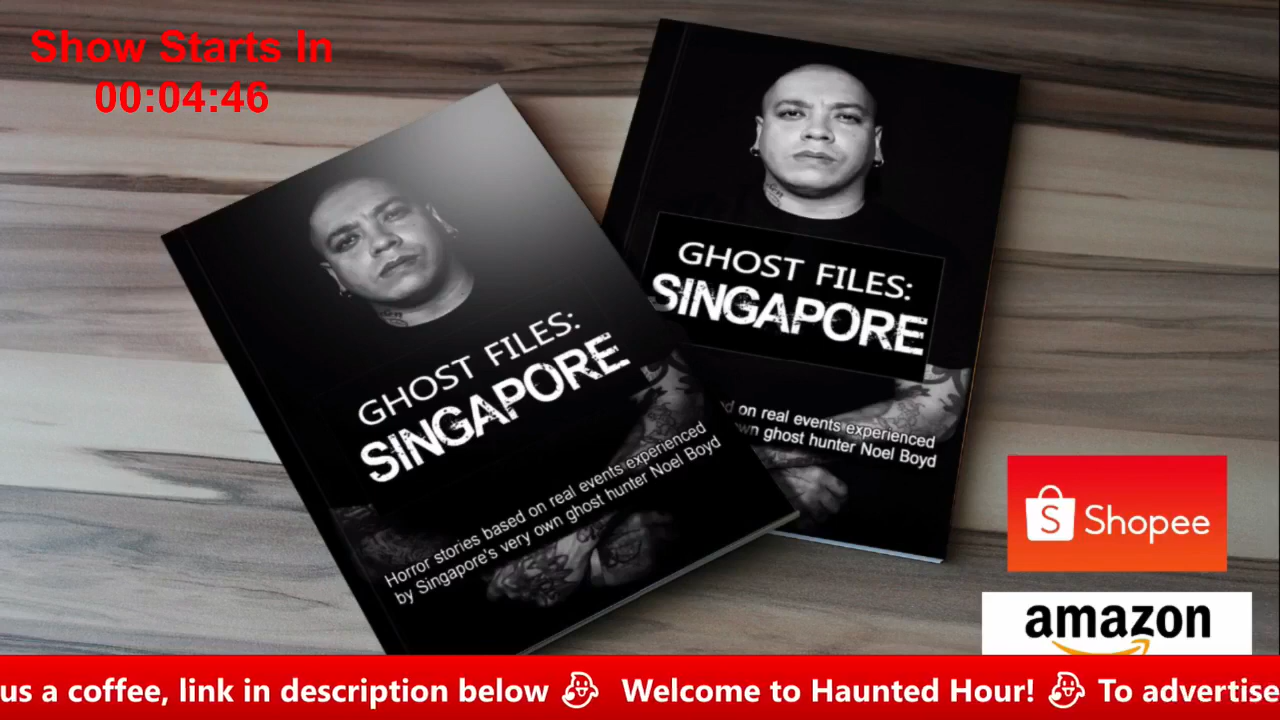 Show Starts In
00:04:46
GHOST FILES:
SINGAPORE
Horror stories based on real events experienced
by Singapore's very own ghost hunter Noel Boyd
GHOST FILES:
SINGAPORE
on real events experienced
ghost hunter Noel Boyd
Shopee
amazon
us a coffee, link in description below Welcome to Haunted Hour! To advertise